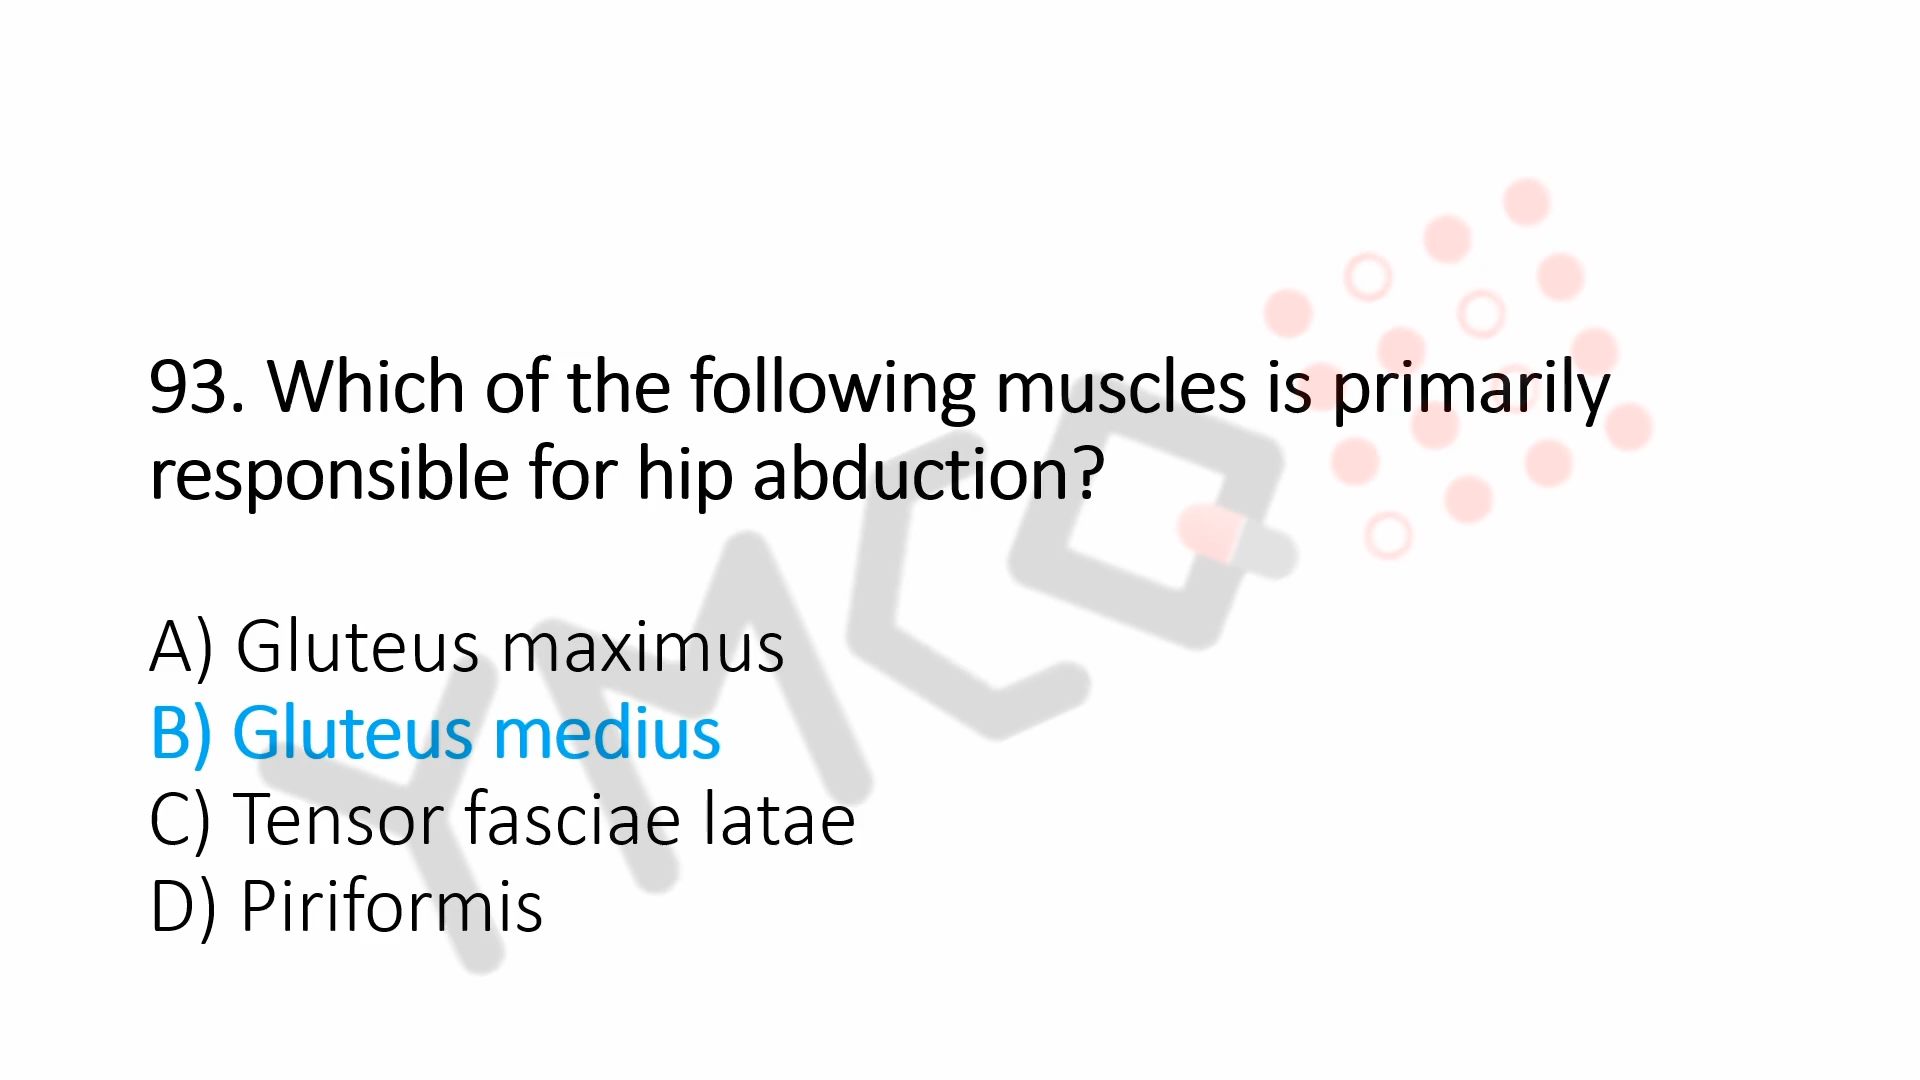 93. Which of the following muscles is primarily
responsible for hip abduction?
A) Gluteus maximus
B) Gluteus medius
C) Tensor fasciae latae
D) Piriformis
YMCQ